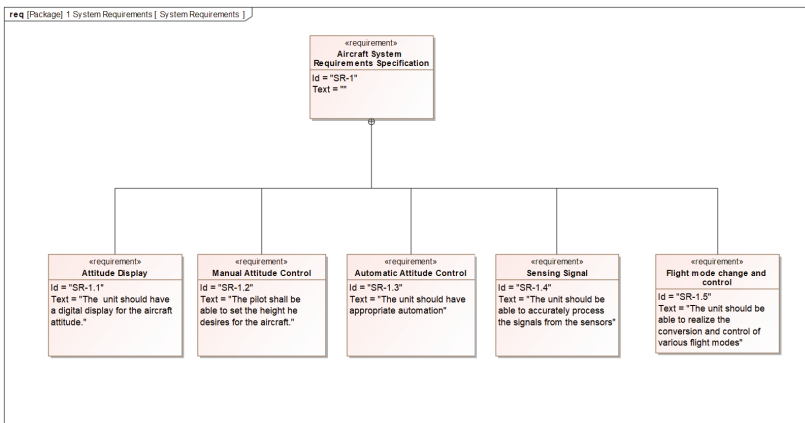 req [Package] 1 System Requirements [ System Requirements ]
«requirement»
Aircraft System
Requirements Specification
Id = "SR-1"
Text = ""
«requirement»
Attitude Display
Id = "SR-1.1"
Text = "The unit should have
a digital display for the aircraft
attitude."
«requirement»
Manual Attitude Control
Id = "SR-1.2"
Text = "The pilot shall be
able to set the height he
desires for the aircraft."
«requirement»
Automatic Attitude Control
Id = "SR-1.3"
Text = "The unit should have
appropriate automation"
«requirement»
Sensing Signal
Id = "SR-1.4"
Text = "The unit should be
able to accurately process
the signals from the sensors"
«requirement»
Flight mode change and
control
Id = "SR-1.5"
Text = "The unit should be
able to realize the
conversion and control of
various flight modes"